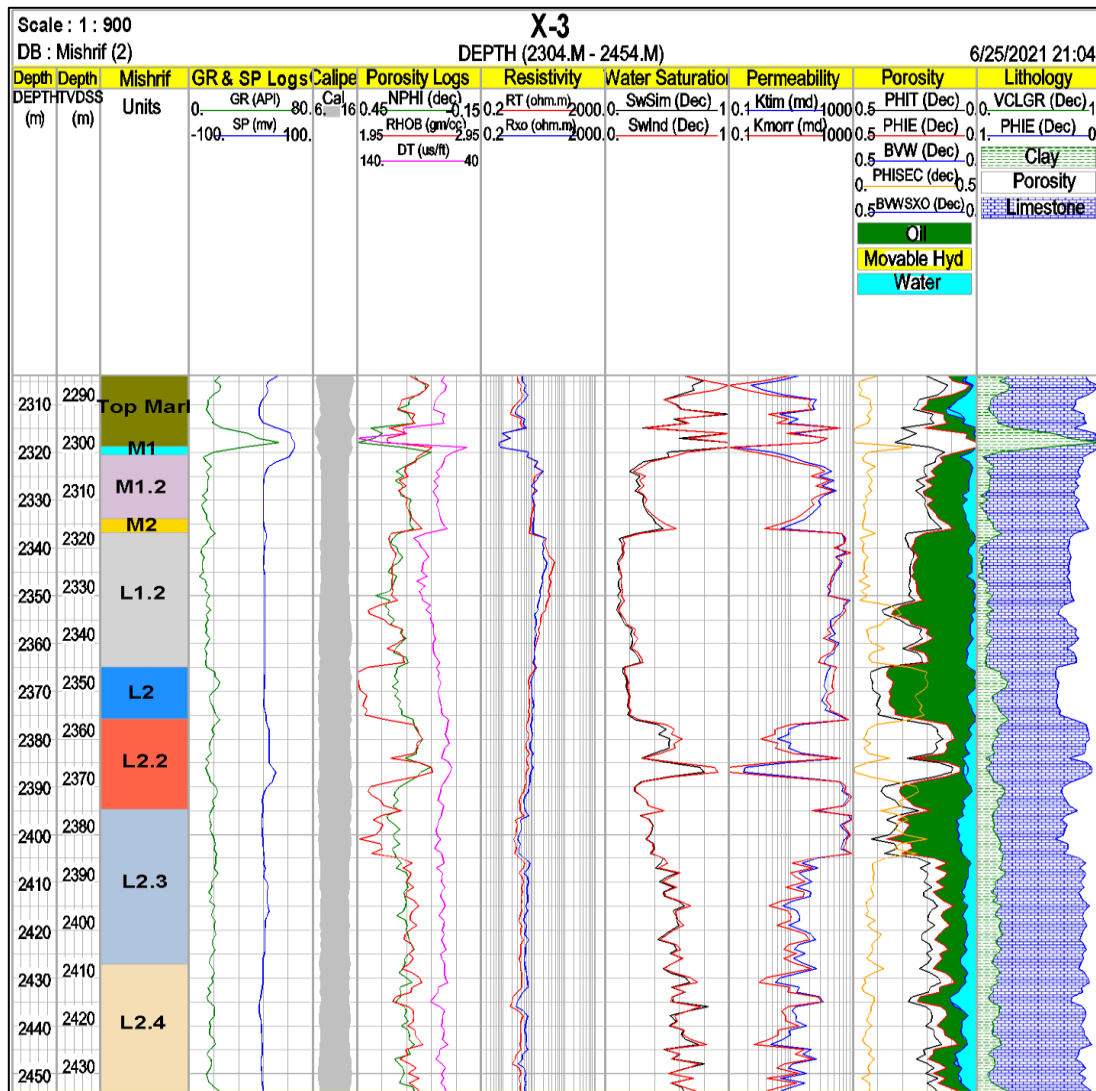 Scale : 1 : 900
X-3
DB : Mishrif (2)
DEPTH (2304.M - 2454.M)
6/25/2021 21:04
Depth Depth Mishrif GR & SP Logs Calipe Porosity Logs Resistivity Water Saturation Permeability Porosity Lithology
DEPTH (m)
TVDSS (m)
Units
0. GR (API) 80.
-100. SP (mv) 100.
6. Cal 16
0.45 NPHI (dec) -0.15
1.95 RHOB (gm/cc) 2.95
140. DT (us/ft) 40
0.2 RT (ohm.m) 2000.
0.2 Rxo (ohm.m) 2000.
0. SwSim (Dec) 1
0. SwInd (Dec) 1
0.1 Ktim (md) 1000
0.1 Kmorr (md) 1000
0.5 PHIT (Dec) 0.
0.5 PHIE (Dec) 0.
0.5 BVW (Dec) 0.
0. PHISEC (dec) 0.5
0.5 BVWSXO (Dec) 0.
Oil
Movable Hyd
Water
0. VCLGR (Dec) 1
1. PHIE (Dec) 0
Clay
Porosity
Limestone
2290
2310 Top Marl
2300
M1
2320
M1.2
2310
2330
M2
2320
2340
2330 L1.2
2350
2340
2360
2350
2370 L2
2360
2380
L2.2
2370
2390
2380
2400
2390
2410 L2.3
2400
2420
2410
2430
2420 L2.4
2440
2430
2450